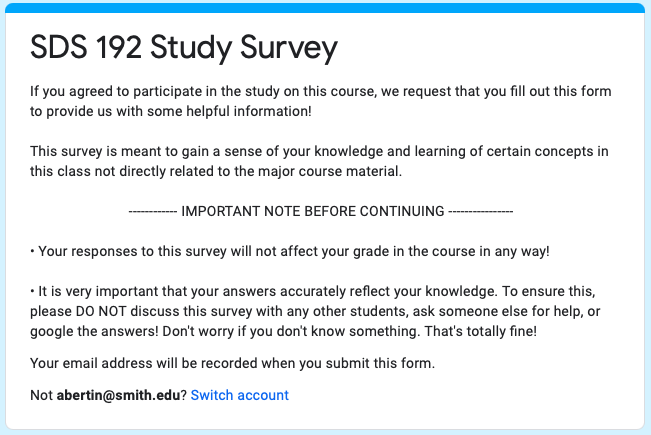 SDS 192 Study Survey
If you agreed to participate in the study on this course, we request that you fill out this form
to provide us with some helpful information!
This survey is meant to gain a sense of your knowledge and learning of certain concepts in
this class not directly related to the major course material.
------------ IMPORTANT NOTE BEFORE CONTINUING ----------------
• Your responses to this survey will not affect your grade in the course in any way!
• It is very important that your answers accurately reflect your knowledge. To ensure this,
please DO NOT discuss this survey with any other students, ask someone else for help, or
google the answers! Don't worry if you don't know something. That's totally fine!
Your email address will be recorded when you submit this form.
Not abertin@smith.edu? Switch account